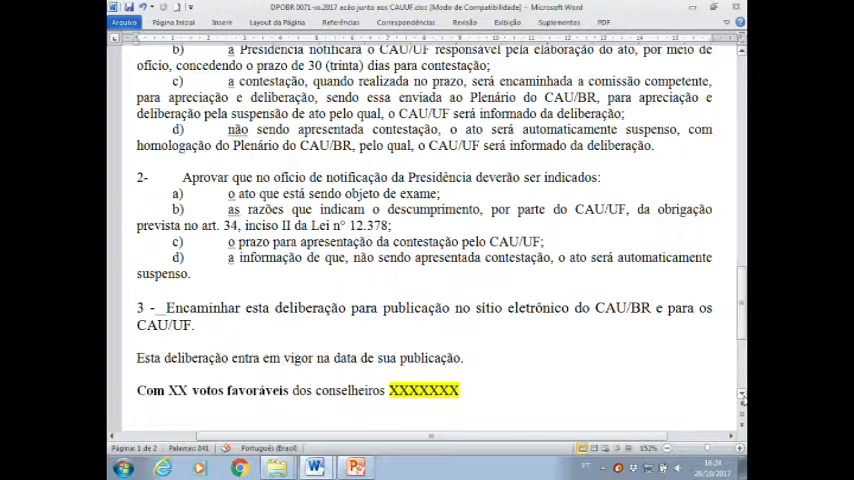 DPOBR 0071-xx.2017 acão junto aos CAUUF.doc [Modo de Compatibilidade] - Microsoft Word
Arquivo Página Inicial Inserir Layout da Página Referências Correspondências Revisão Exibição Suplementos PDF
b) a Presidência notificará o CAU/UF responsável pela elaboração do ato, por meio de
ofício, concedendo o prazo de 30 (trinta) dias para contestação;
c) a contestação, quando realizada no prazo, será encaminhada a comissão competente,
para apreciação e deliberação, sendo essa enviada ao Plenário do CAU/BR, para apreciação e
deliberação pela suspensão de ato pelo qual, o CAU/UF será informado da deliberação;
d) não sendo apresentada contestação, o ato será automaticamente suspenso, com
homologação do Plenário do CAU/BR, pelo qual, o CAU/UF será informado da deliberação.
2- Aprovar que no ofício de notificação da Presidência deverão ser indicados:
a) o ato que está sendo objeto de exame;
b) as razões que indicam o descumprimento, por parte do CAU/UF, da obrigação
prevista no art. 34, inciso II da Lei n° 12.378;
c) o prazo para apresentação da contestação pelo CAU/UF;
d) a informação de que, não sendo apresentada contestação, o ato será automaticamente
suspenso.
3 - Encaminhar esta deliberação para publicação no sítio eletrônico do CAU/BR e para os
CAU/UF.
Esta deliberação entra em vigor na data de sua publicação.
Com XX votos favoráveis dos conselheiros XXXXXXX
Página: 1 de 2 Palavras: 841 Português (Brasil) 152%
PT 16:24
26/10/2017